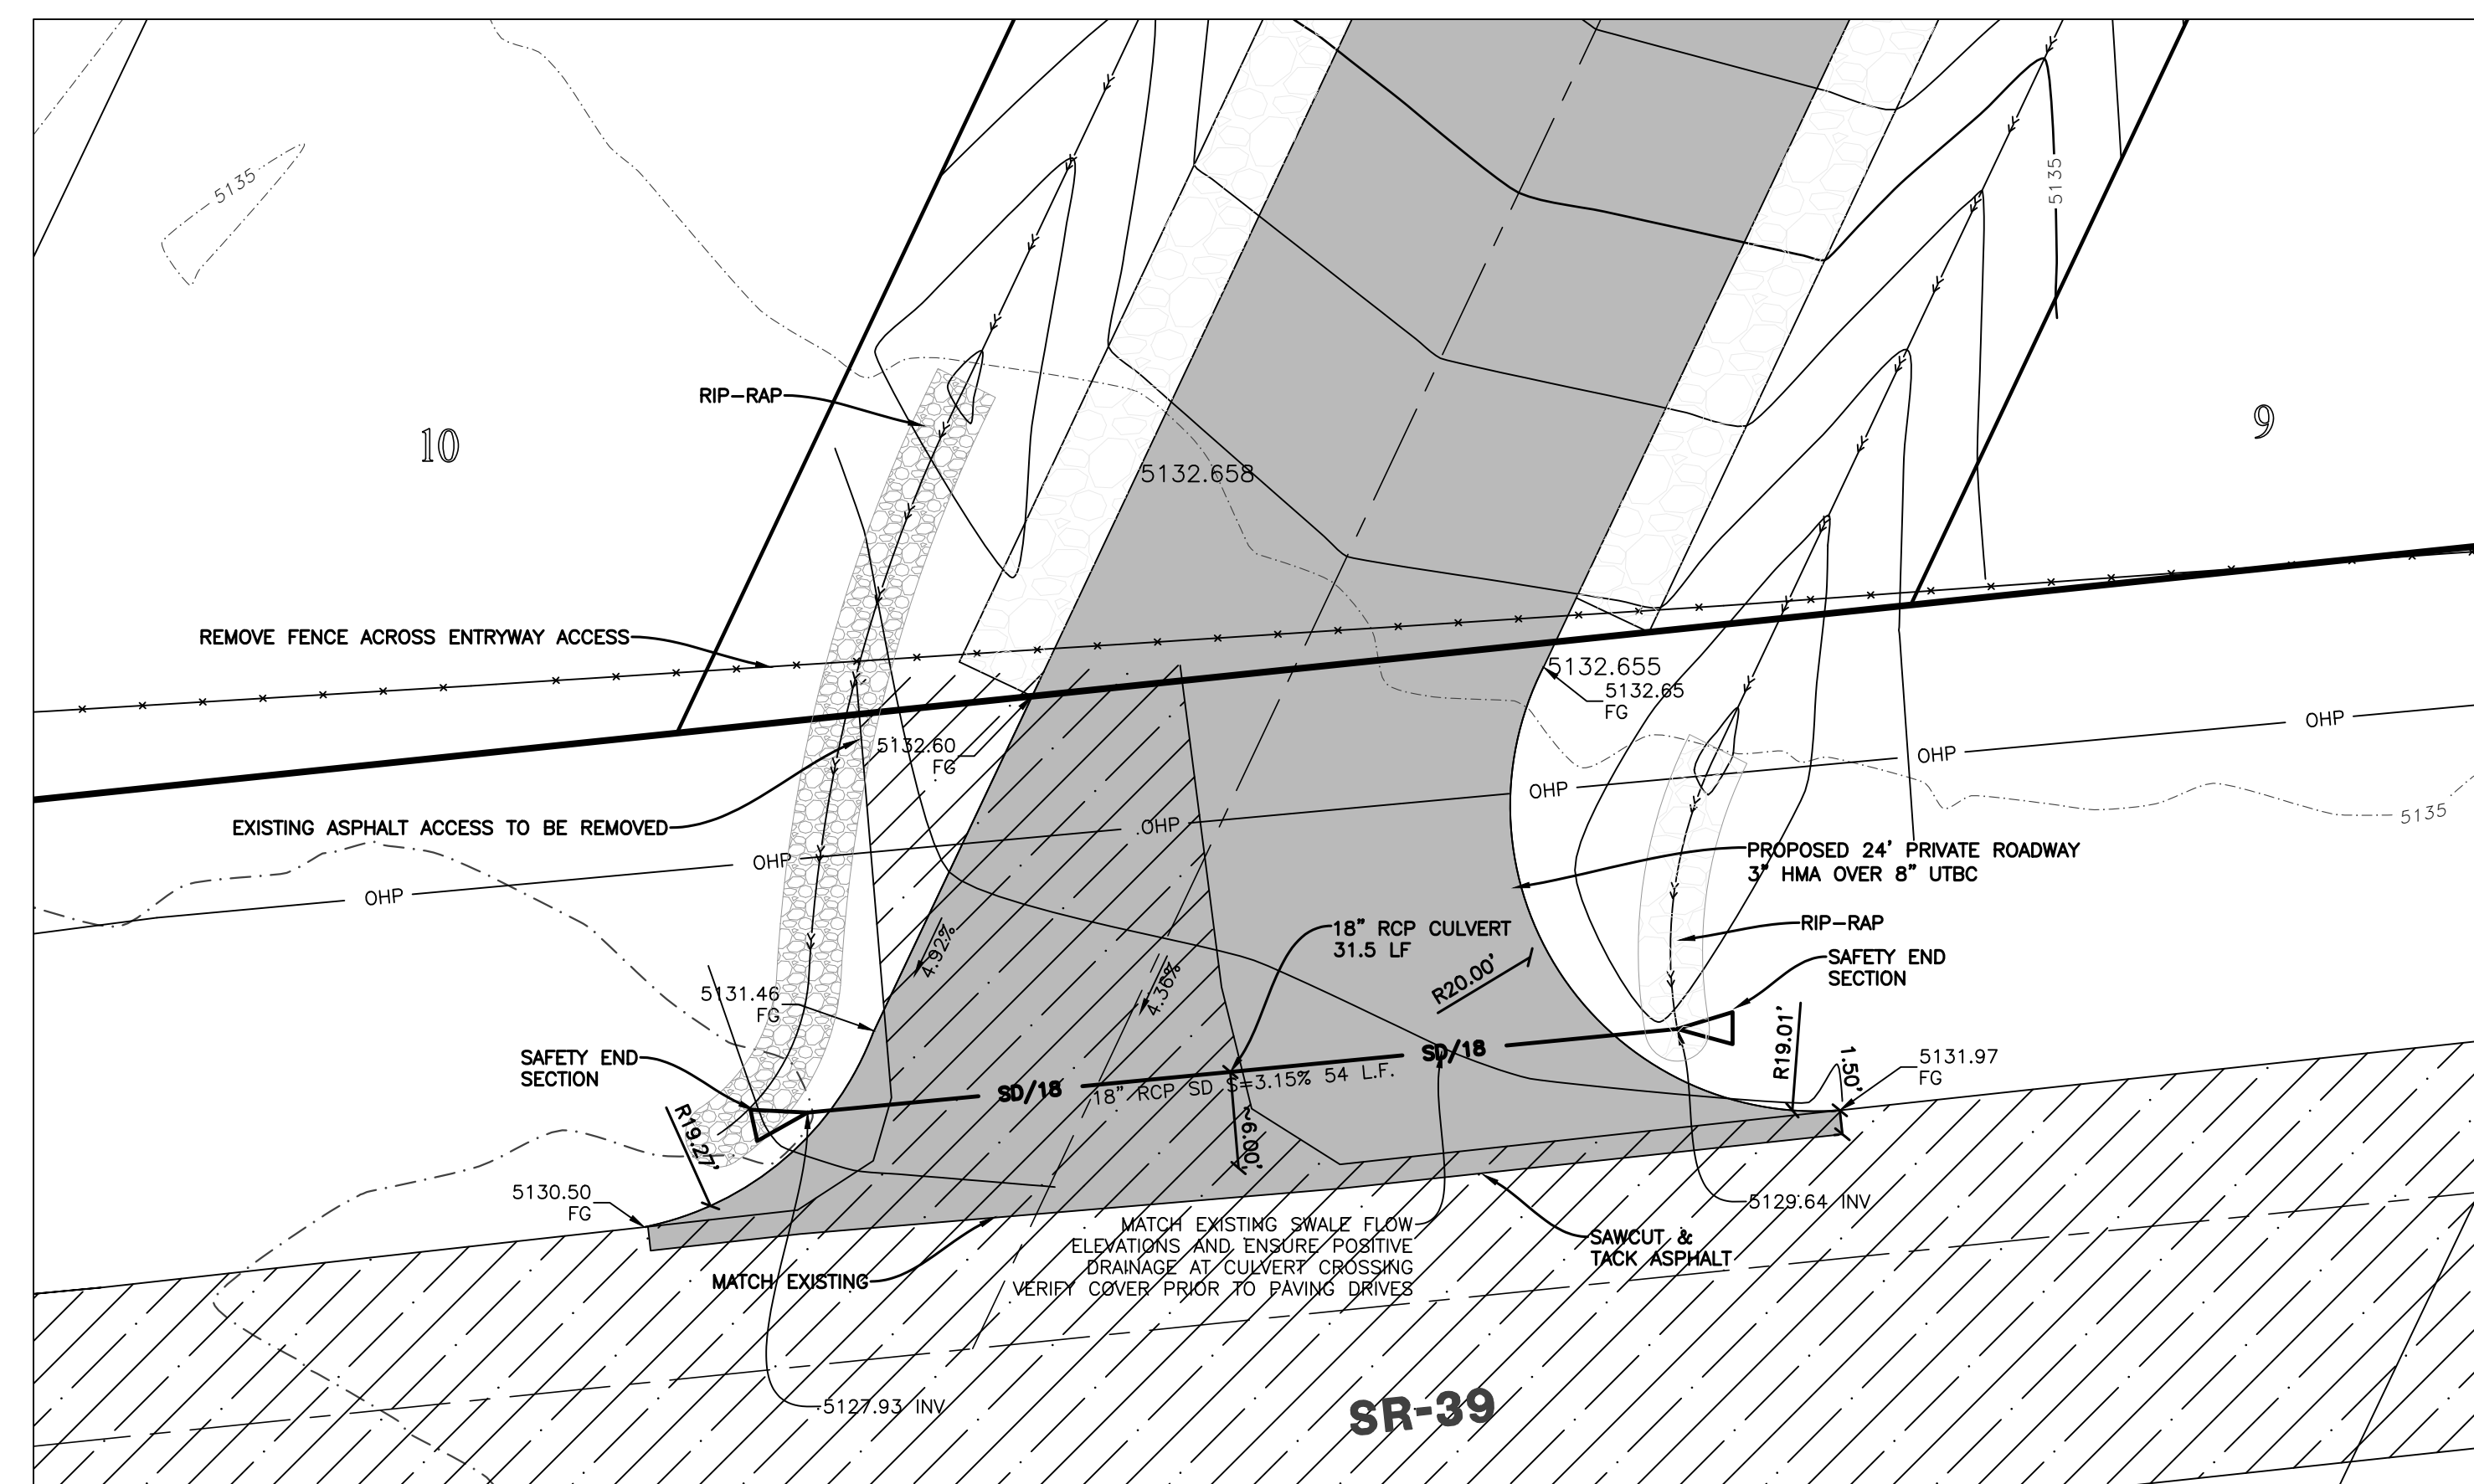 5135
5135
RIP-RAP
10
9
5132.658
REMOVE FENCE ACROSS ENTRYWAY ACCESS
5132.655
5132.65
FG
OHP
OHP
OHP
OHP
OHP
OHP
5132.60
FG
5135
EXISTING ASPHALT ACCESS TO BE REMOVED
PROPOSED 24' PRIVATE ROADWAY
3" HMA OVER 8" UTBC
4.92%
4.36%
18" RCP CULVERT
31.5 LF
RIP-RAP
R20.00'
SAFETY END
SECTION
5131.46
FG
R19.01'
1.50'
5131.97
FG
SAFETY END
SECTION
SD/18
SD/18
18" RCP SD S=3.15% 54 L.F.
R19.27'
~6.00'
5130.50
FG
5129.64 INV
MATCH EXISTING SWALE FLOW
ELEVATIONS AND ENSURE POSITIVE
DRAINAGE AT CULVERT CROSSING
VERIFY COVER PRIOR TO PAVING DRIVES
SAWCUT &
TACK ASPHALT
MATCH EXISTING
5127.93 INV
SR-39